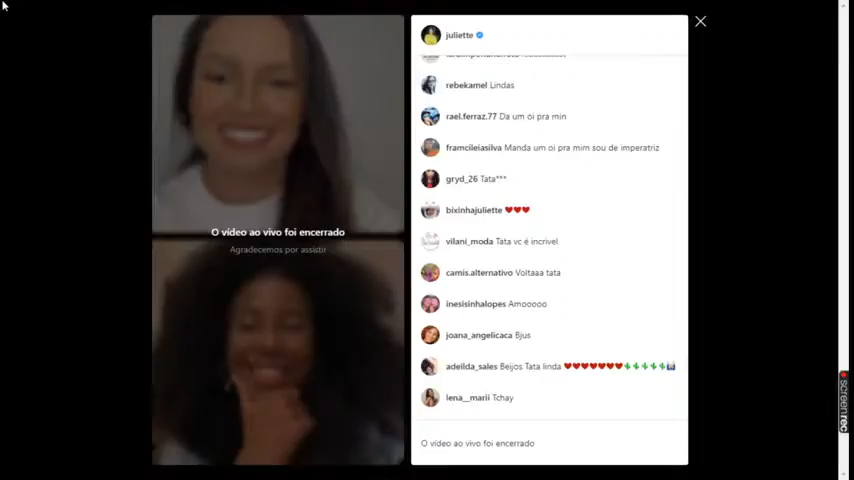 O vídeo ao vivo foi encerrado
Agradecemos por assistir
juliette
rebekamel Lindas
rael.ferraz.77 Da um oi pra min
framcileiasilva Manda um oi pra mim sou de imperatriz
gryd_26 Tata***
bixinhajuliette ❤❤❤
vilani_moda Tata vc é incrivel
camis.alternativo Voltaaa tata
inesisinhalopes Amooooo
joana_angelicaca Bjus
adeilda_sales Beijos Tata linda ❤❤❤❤❤❤❤🌵🌵🌵🌵🌵
lena__marii Tchay
O vídeo ao vivo foi encerrado
screenrec